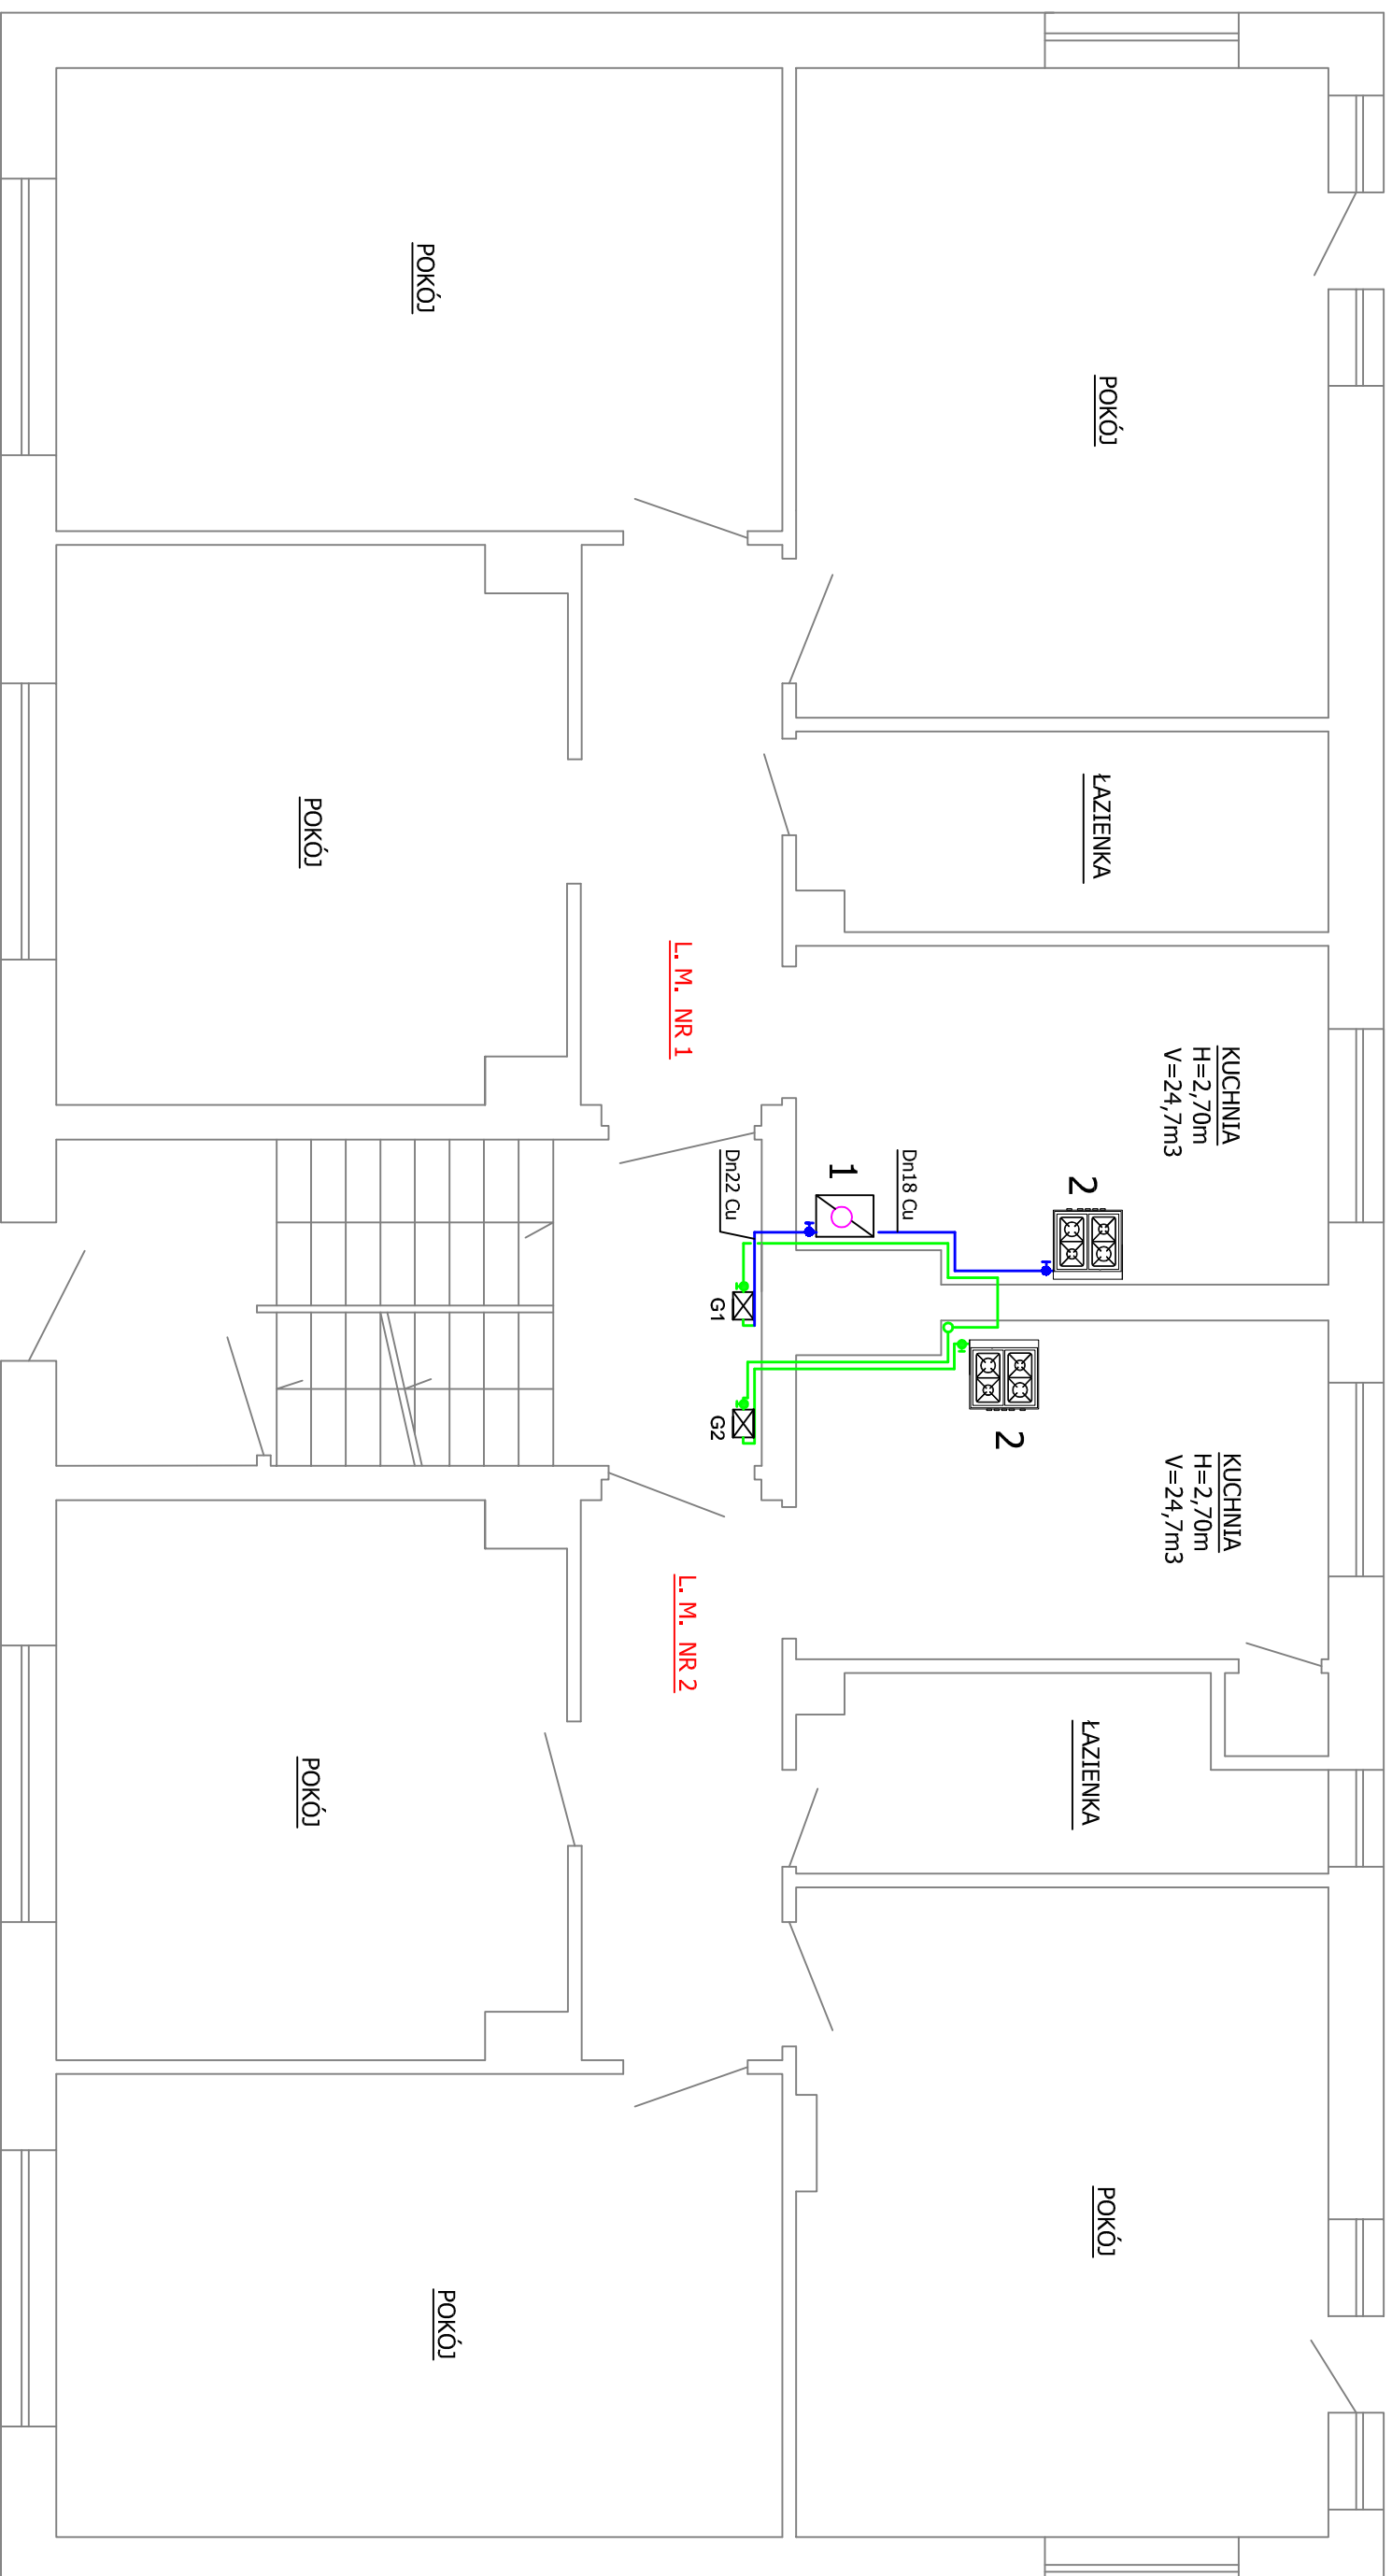 POKÓJ
POKÓJ
POKÓJ
ŁAZIENKA
L. M. NR 1
KUCHNIA
H=2,70m
V=24,7m3
Dn22 Cu
1
Dn18 Cu
2
G1
G2
2
KUCHNIA
H=2,70m
V=24,7m3
L. M. NR 2
ŁAZIENKA
POKÓJ
POKÓJ
POKÓJ